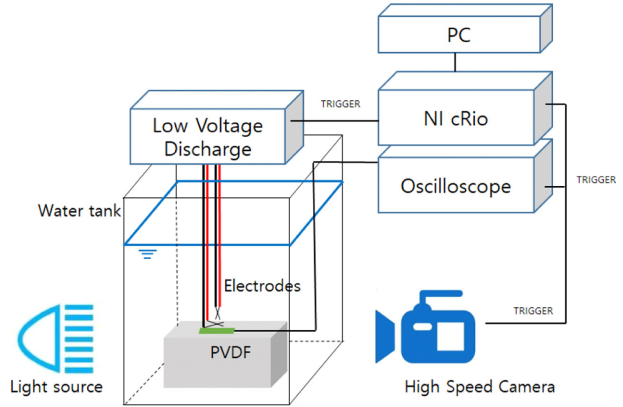 PC
TRIGGER
NI cRio
Low Voltage
Discharge
Oscilloscope
TRIGGER
Water tank
Electrodes
TRIGGER
PVDF
Light source
High Speed Camera